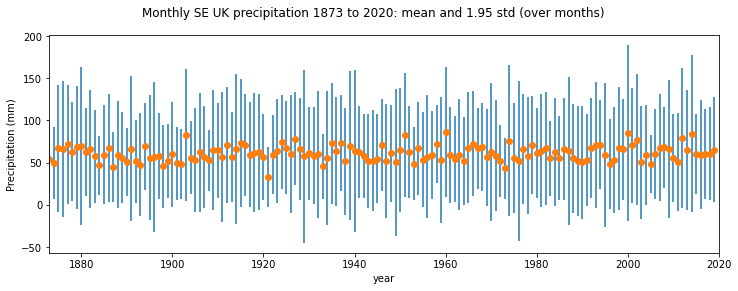 Monthly SE UK precipitation 1873 to 2020: mean and 1.95 std (over months)
200
150
100
50
0
−50
Precipitation (mm)
1880 1900 1920 1940 1960 1980 2000 2020
year